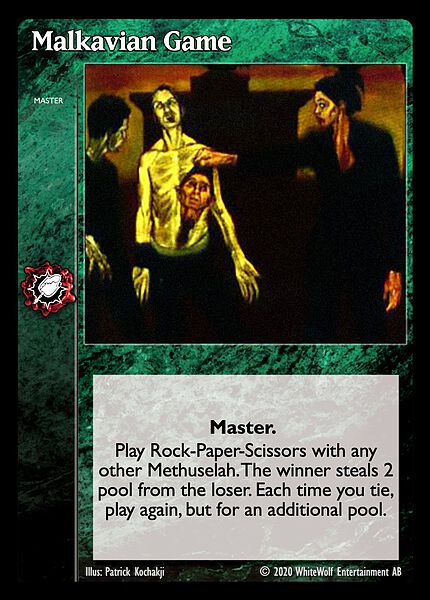 Malkavian Game
MASTER
Master.
Play Rock-Paper-Scissors with any
other Methuselah. The winner steals 2
pool from the loser. Each time you tie,
play again, but for an additional pool.
Illus: Patrick Kochakji © 2020 WhiteWolf Entertainment AB